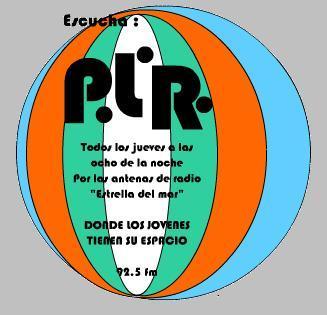 Escucha :
P.L.R.
Todos los jueves a las
ocho de la noche
Por las antenas de radio
"Estrella del mar"
DONDE LOS JOVENES
TIENEN SU ESPACIO
92.5 fm